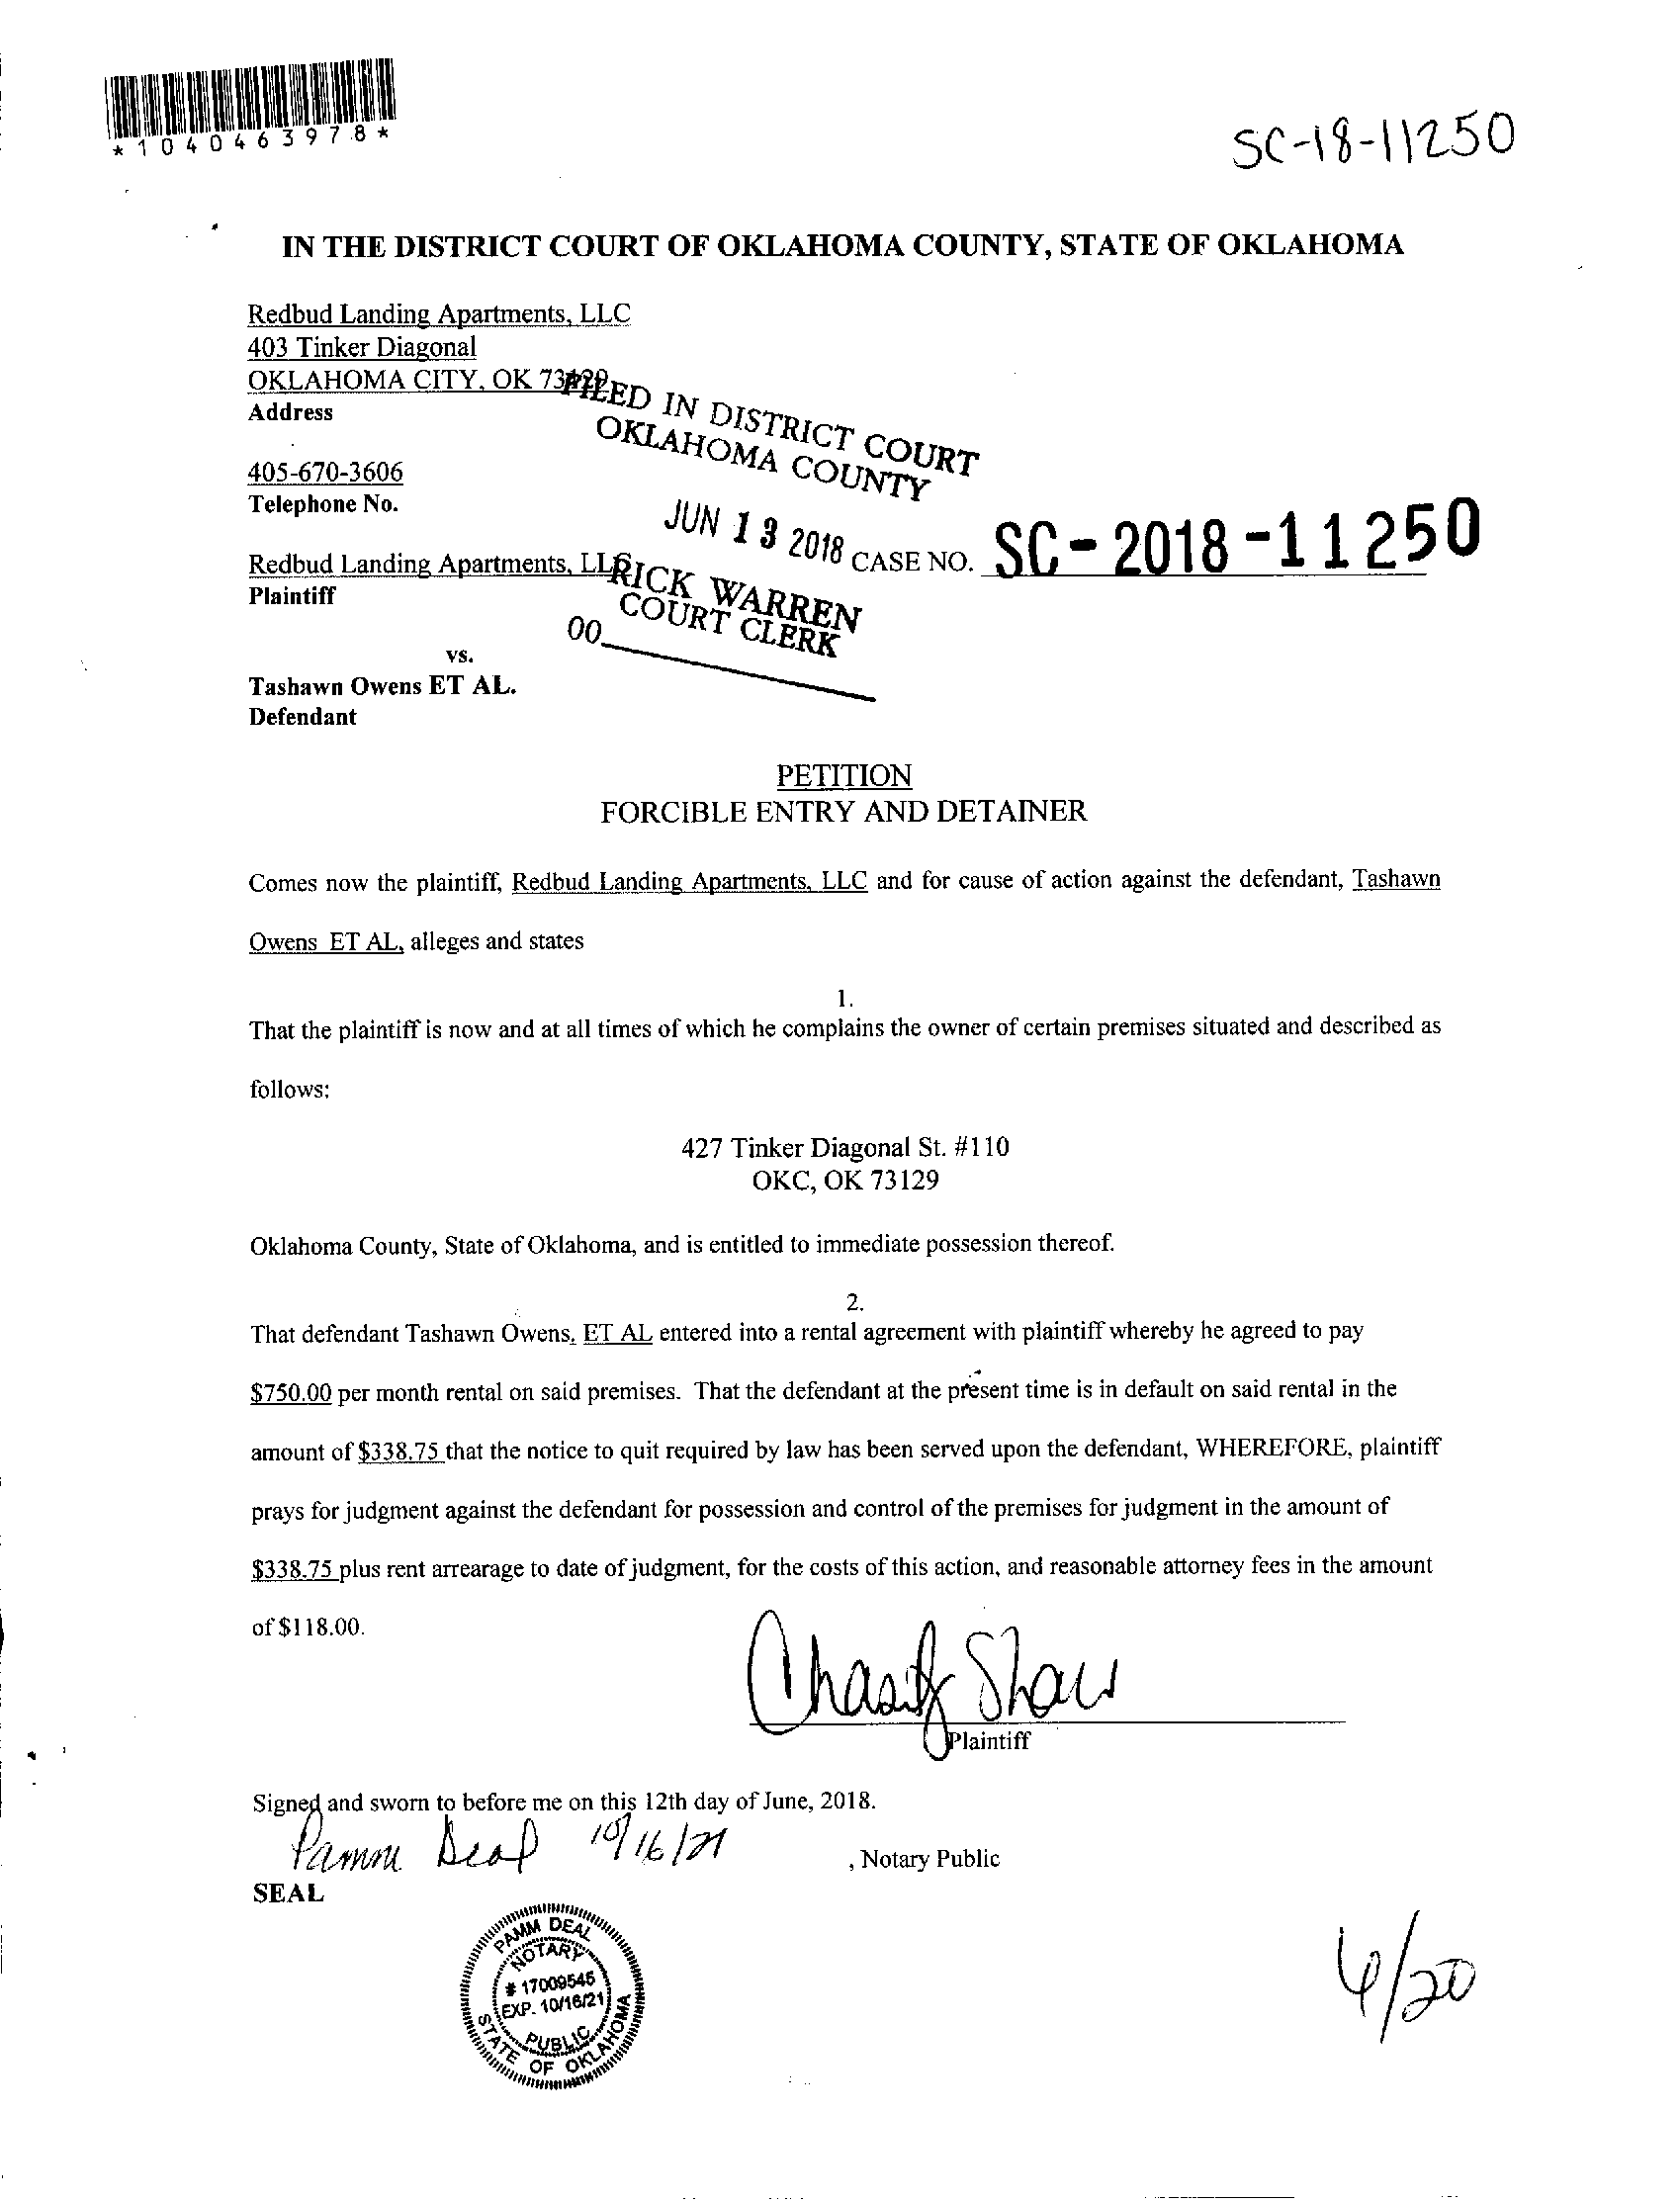 *1040463978*
SC-18-11250
IN THE DISTRICT COURT OF OKLAHOMA COUNTY, STATE OF OKLAHOMA
Redbud Landing Apartments, LLC
403 Tinker Diagonal
OKLAHOMA CITY, OK 73129
Address
FILED IN DISTRICT COURT
OKLAHOMA COUNTY
405-670-3606
Telephone No.
JUN 13 2018
CASE NO. SC-2018-11250
Redbud Landing Apartments, LLC
Plaintiff
RICK WARREN
COURT CLERK
00
vs.
Tashawn Owens ET AL.
Defendant
PETITION
FORCIBLE ENTRY AND DETAINER
Comes now the plaintiff, Redbud Landing Apartments, LLC and for cause of action against the defendant, Tashawn
Owens ET AL, alleges and states
1.
That the plaintiff is now and at all times of which he complains the owner of certain premises situated and described as
follows:
427 Tinker Diagonal St. #110
OKC, OK 73129
Oklahoma County, State of Oklahoma, and is entitled to immediate possession thereof.
2.
That defendant Tashawn Owens, ET AL entered into a rental agreement with plaintiff whereby he agreed to pay
$750.00 per month rental on said premises. That the defendant at the present time is in default on said rental in the
amount of $338.75 that the notice to quit required by law has been served upon the defendant, WHEREFORE, plaintiff
prays for judgment against the defendant for possession and control of the premises for judgment in the amount of
$338.75 plus rent arrearage to date of judgment, for the costs of this action, and reasonable attorney fees in the amount
of $118.00.
Chasity Shaw
Plaintiff
Signed and sworn to before me on this 12th day of June, 2018.
Pamm Deal 10/16/21
, Notary Public
SEAL
PAMM DEAL
NOTARY
# 17009545
EXP. 10/16/21
PUBLIC
STATE OF OKLAHOMA
6/20